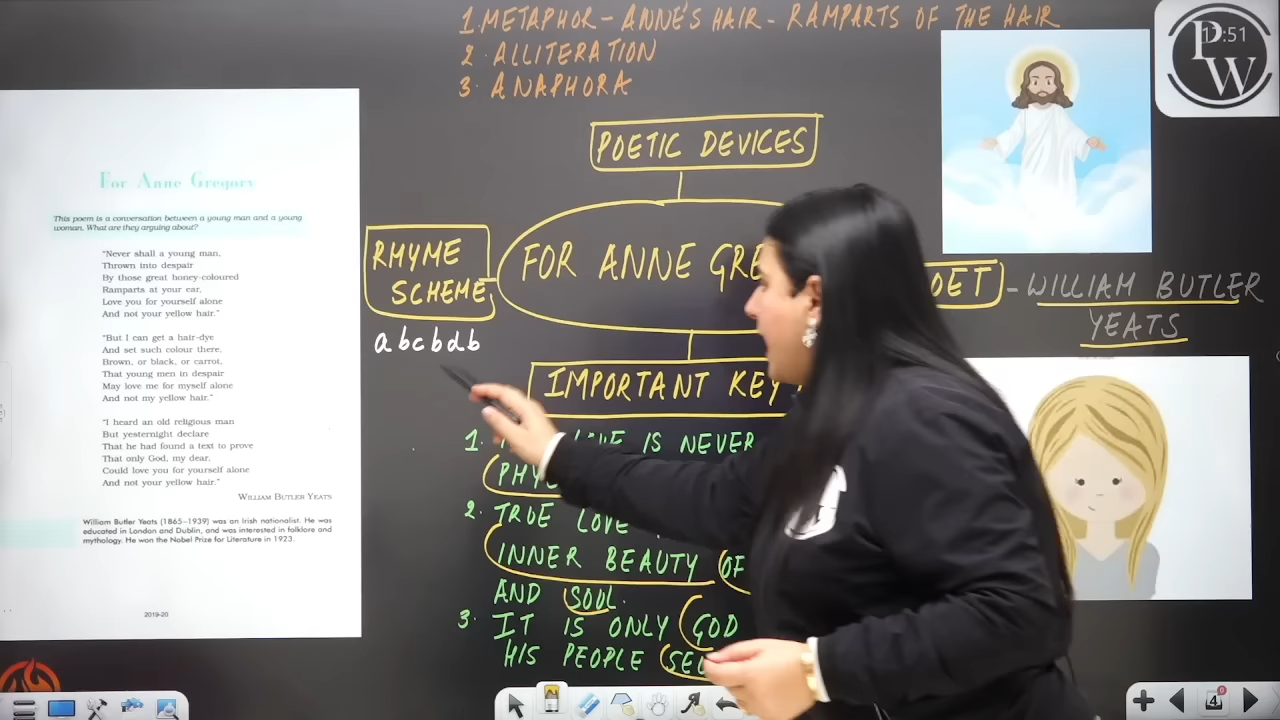 1. METAPHOR - ANNE'S HAIR - RAMPARTS OF THE HAIR
2. ALLITERATION
3. ANAPHORA
PW
:51
POETIC DEVICES
For Anne Gregory
This poem is a conversation between a young man and a young
woman. What are they arguing about?
"Never shall a young man,
Thrown into despair
By those great honey-coloured
Ramparts at your ear,
Love you for yourself alone
And not your yellow hair."
"But I can get a hair-dye
And set such colour there,
Brown, or black, or carrot,
That young men in despair
May love me for myself alone
And not my yellow hair."
"I heard an old religious man
But yesternight declare
That he had found a text to prove
That only God, my dear,
Could love you for yourself alone
And not your yellow hair."
WILLIAM BUTLER YEATS
William Butler Yeats (1865–1939) was an Irish nationalist. He was
educated in London and Dublin, and was interested in folklore and
mythology. He won the Nobel Prize for Literature in 1923.
2019-20
RHYME
SCHEME
abcbdb
FOR ANNE GRE
OET - WILLIAM BUTLER
YEATS
IMPORTANT KEY
1. LOVE IS NEVER
PHY
2. TRUE LOVE
INNER BEAUTY OF
AND SOUL.
3. IT IS ONLY GOD
HIS PEOPLE SE
4